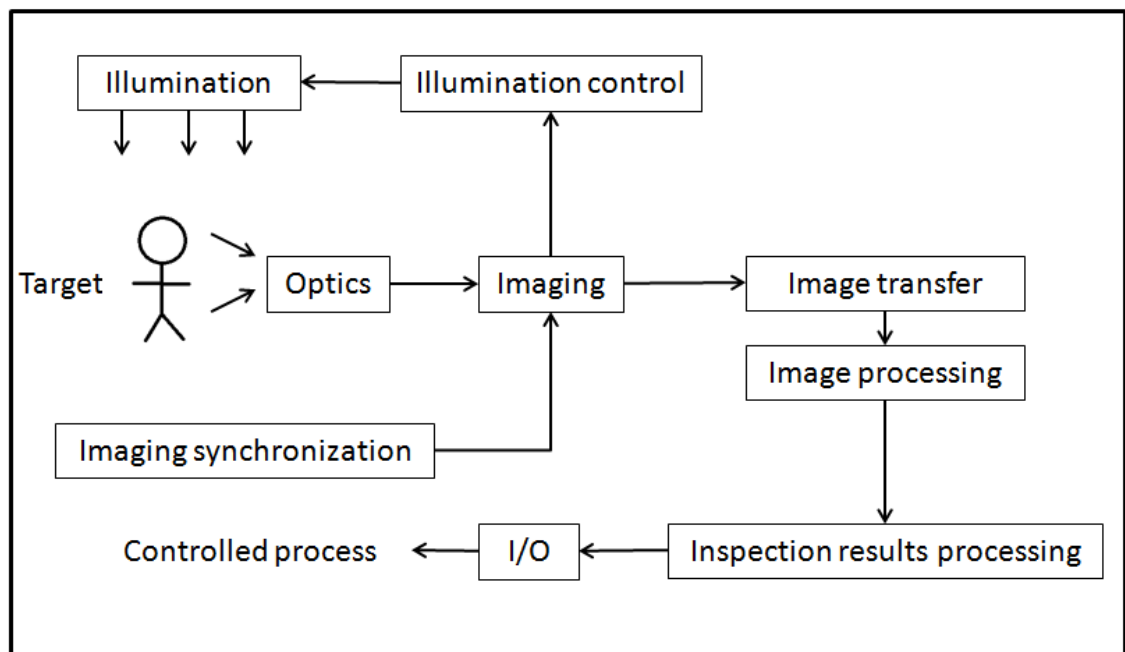 Illumination
Illumination control
Target
Optics
Imaging
Image transfer
Image processing
Imaging synchronization
Controlled process
I/O
Inspection results processing